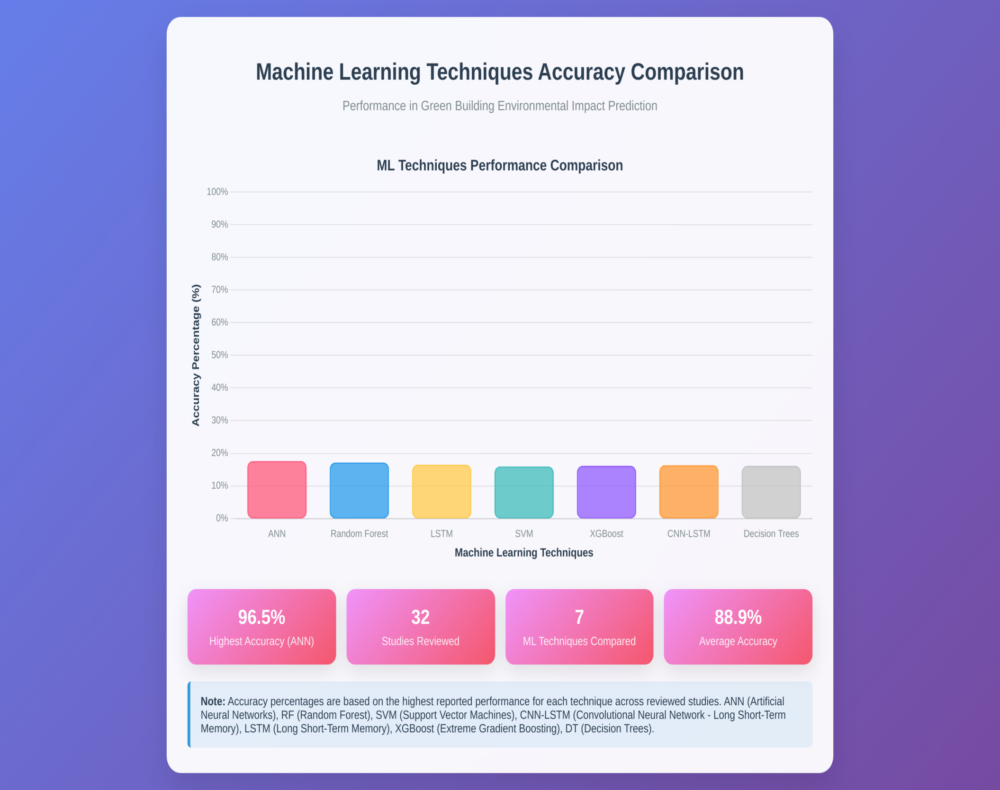 Machine Learning Techniques Accuracy Comparison
Performance in Green Building Environmental Impact Prediction
ML Techniques Performance Comparison
Accuracy Percentage (%)
100%
90%
80%
70%
60%
50%
40%
30%
20%
10%
0%
ANN Random Forest LSTM SVM XGBoost CNN-LSTM Decision Trees
Machine Learning Techniques
96.5%
Highest Accuracy (ANN)
32
Studies Reviewed
7
ML Techniques Compared
88.9%
Average Accuracy
Note: Accuracy percentages are based on the highest reported performance for each technique across reviewed studies. ANN (Artificial
Neural Networks), RF (Random Forest), SVM (Support Vector Machines), CNN-LSTM (Convolutional Neural Network - Long Short-Term
Memory), LSTM (Long Short-Term Memory), XGBoost (Extreme Gradient Boosting), DT (Decision Trees).